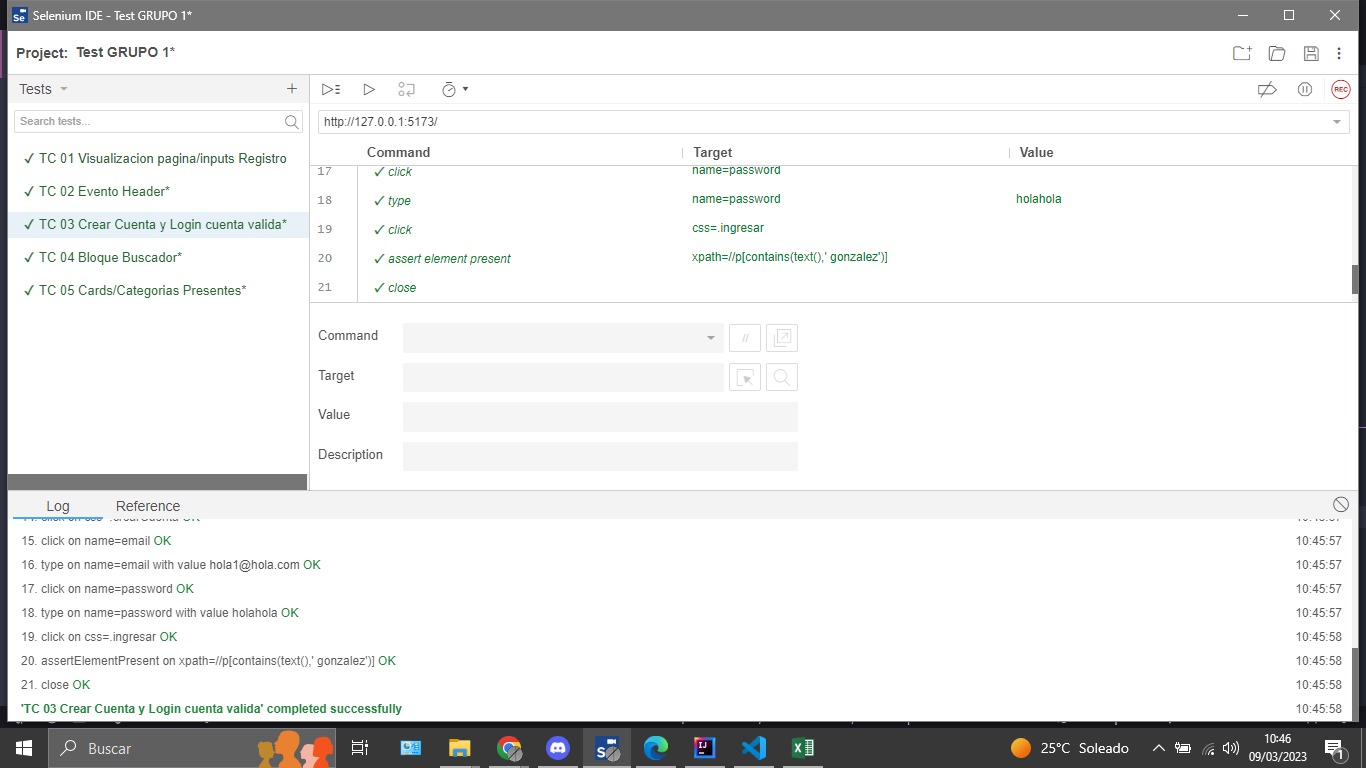 Selenium IDE - Test GRUPO 1*
Project: Test GRUPO 1*
Tests
Search tests...
✓ TC 01 Visualizacion pagina/inputs Registro
✓ TC 02 Evento Header*
✓ TC 03 Crear Cuenta y Login cuenta valida*
✓ TC 04 Bloque Buscador*
✓ TC 05 Cards/Categorias Presentes*
REC
http://127.0.0.1:5173/
Command Target Value
17 ✓ click name=password
18 ✓ type name=password holahola
19 ✓ click css=.ingresar
20 ✓ assert element present xpath=//p[contains(text(),' gonzalez')]
21 ✓ close
Command //
Target
Value
Description
Log Reference
15. click on name=email OK 10:45:57
16. type on name=email with value hola1@hola.com OK 10:45:57
17. click on name=password OK 10:45:57
18. type on name=password with value holahola OK 10:45:57
19. click on css=.ingresar OK 10:45:58
20. assertElementPresent on xpath=//p[contains(text(),' gonzalez')] OK 10:45:58
21. close OK 10:45:58
'TC 03 Crear Cuenta y Login cuenta valida' completed successfully 10:45:58
Buscar
25°C Soleado
10:46
09/03/2023
1